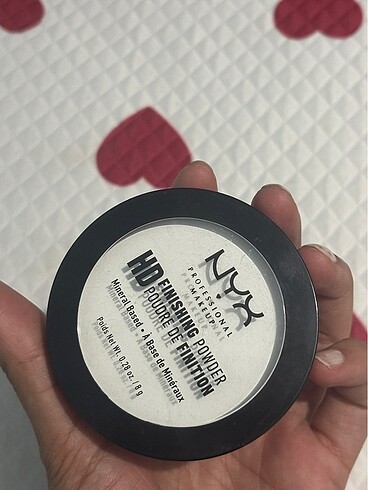 NYX
PROFESSIONAL
MAKEUP
HD FINISHING POWDER
POUDRE DE FINITION
Mineral Based • À Base de Minéraux
Poids Net Wt. 0.28 oz. / 8 g